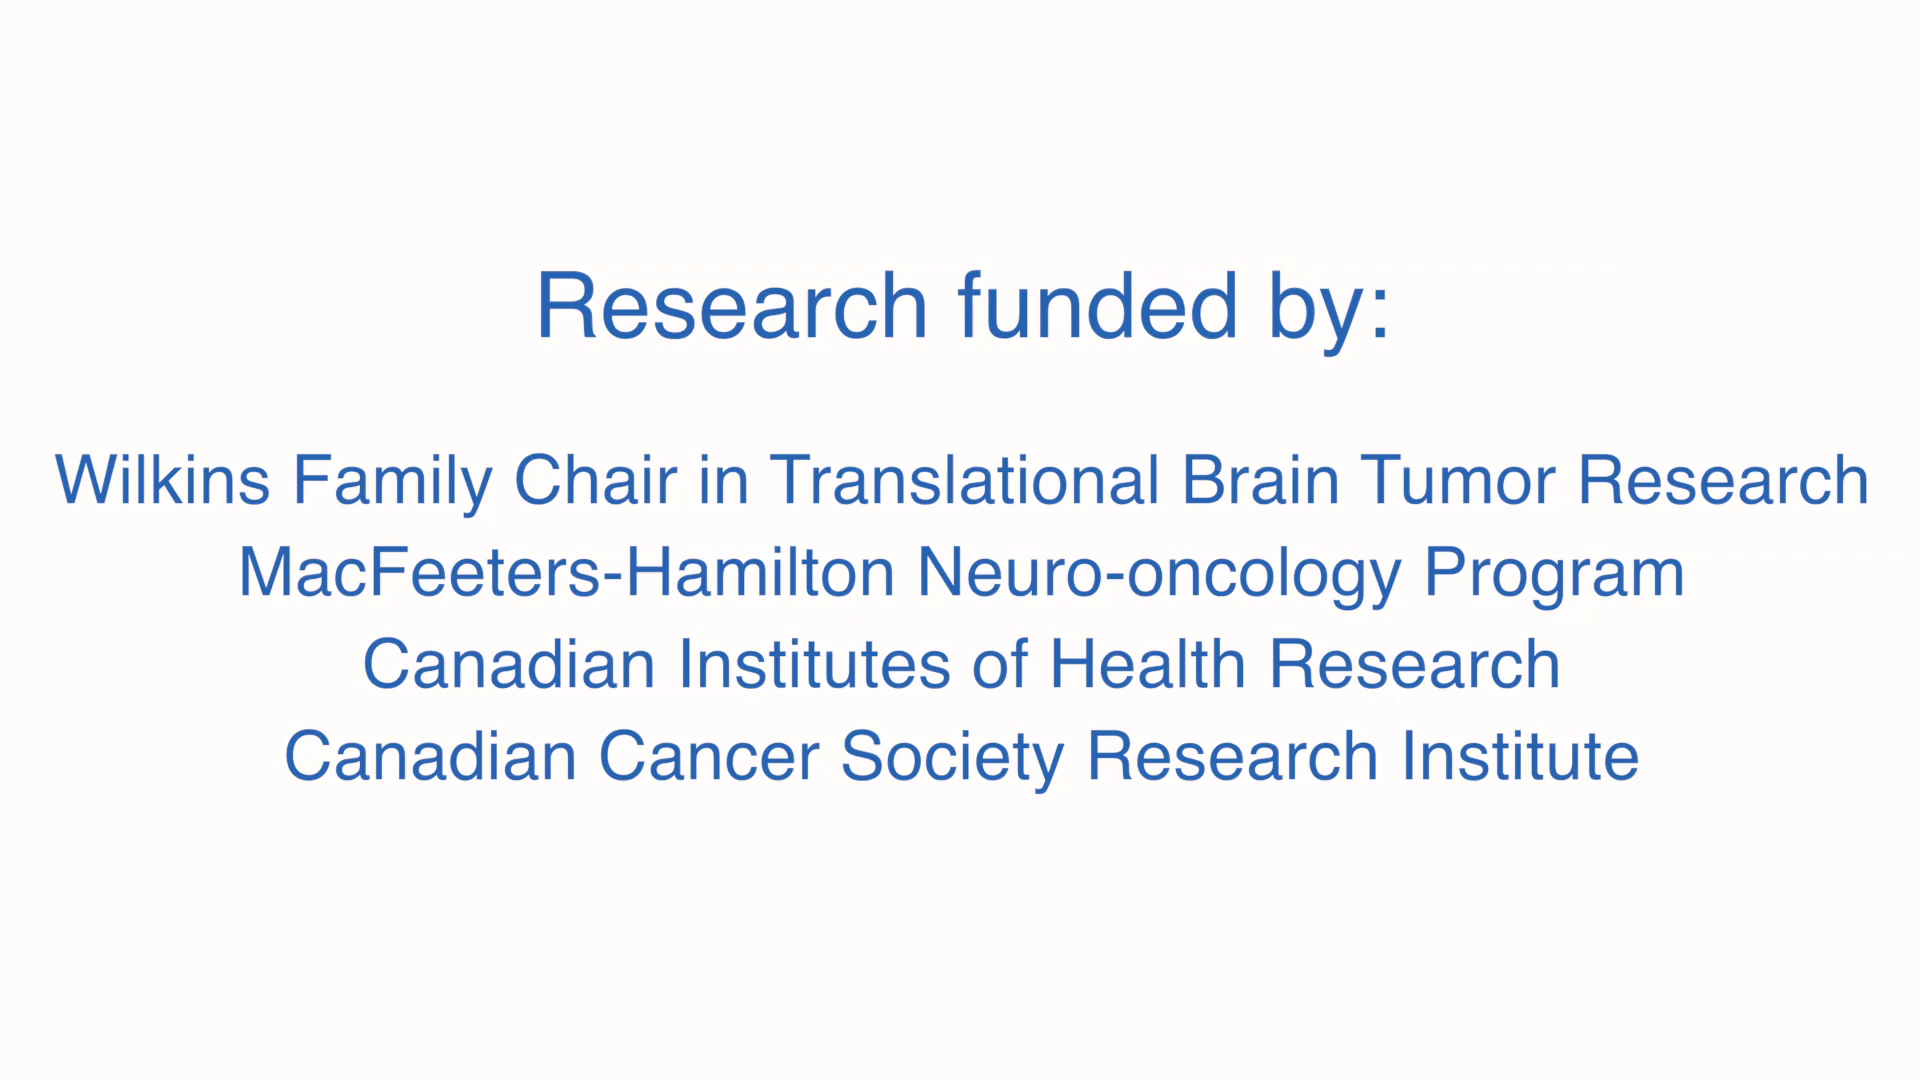 Research funded by:
Wilkins Family Chair in Translational Brain Tumor Research
MacFeeters-Hamilton Neuro-oncology Program
Canadian Institutes of Health Research
Canadian Cancer Society Research Institute